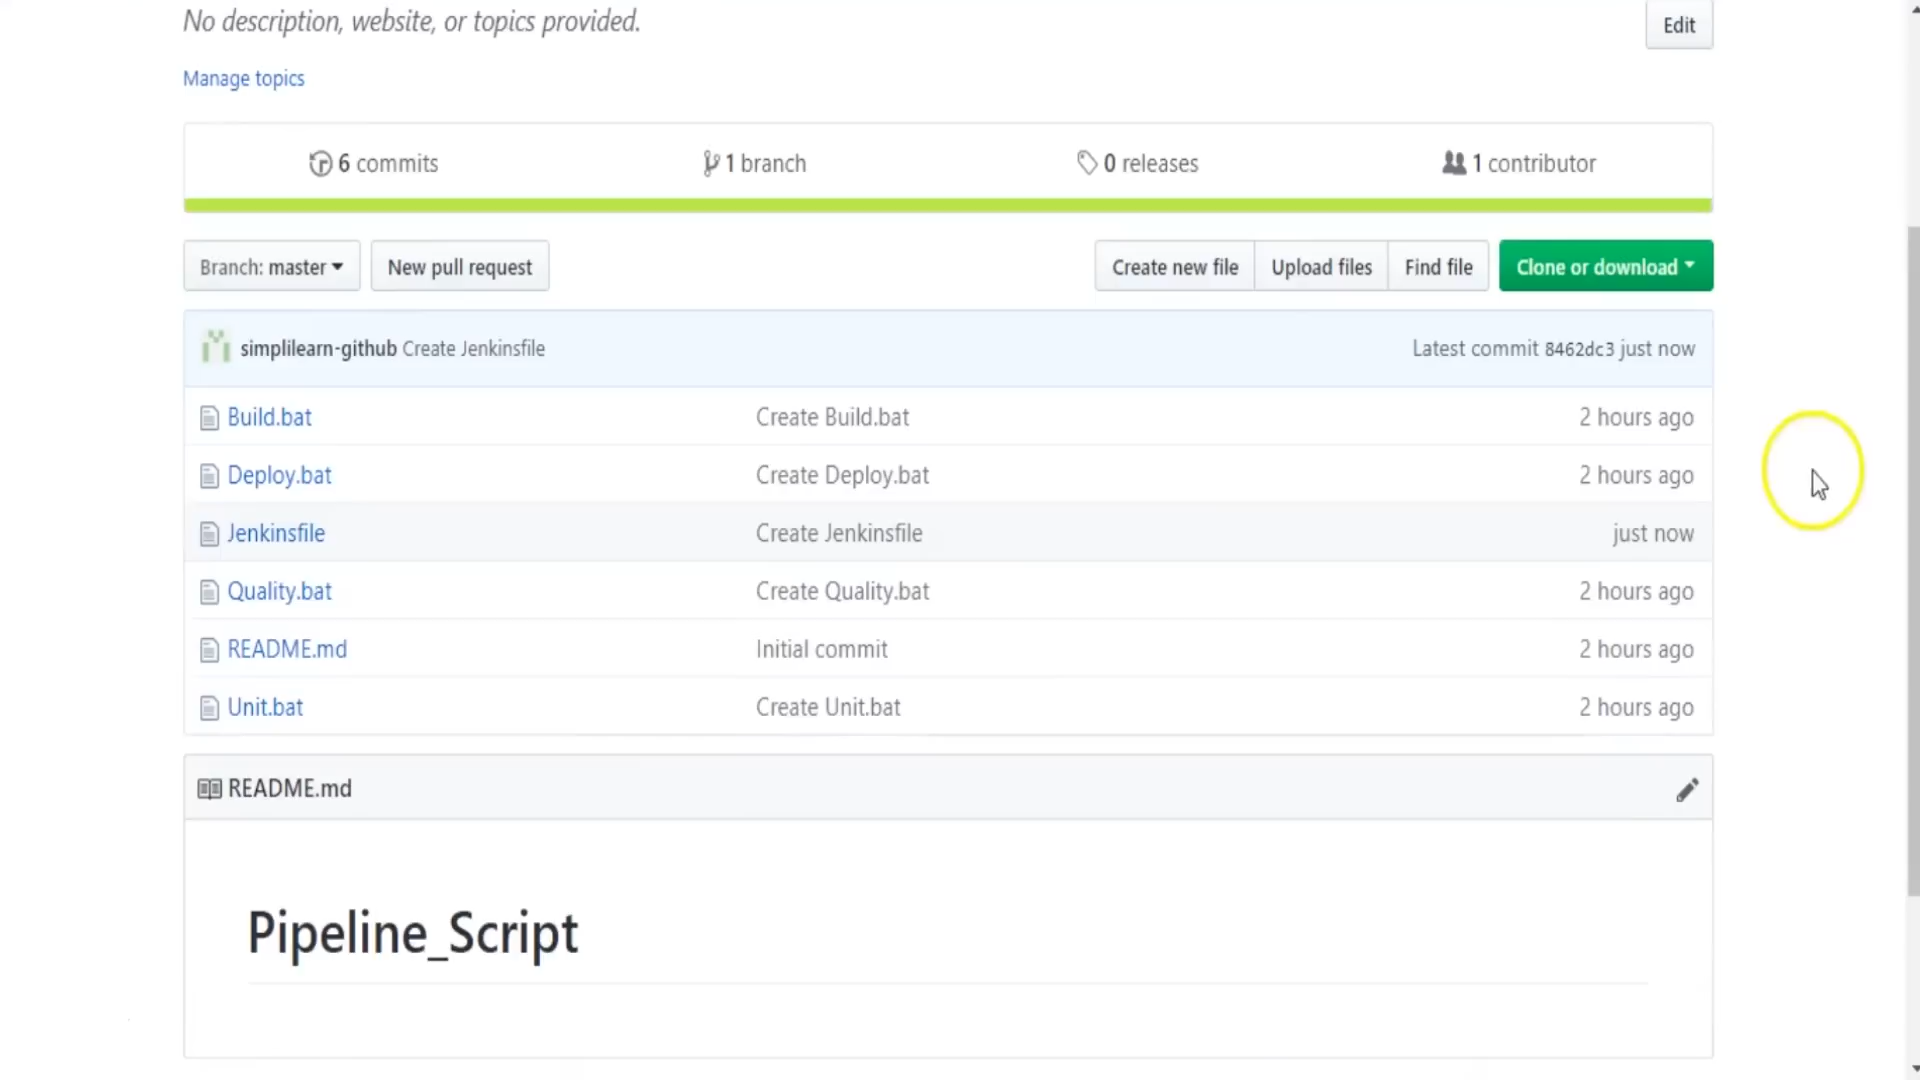 No description, website, or topics provided.
Edit
Manage topics
6 commits
1 branch
0 releases
1 contributor
Branch: master
New pull request
Create new file
Upload files
Find file
Clone or download
simplilearn-github Create Jenkinsfile
Latest commit 8462dc3 just now
Build.bat
Create Build.bat
2 hours ago
Deploy.bat
Create Deploy.bat
2 hours ago
Jenkinsfile
Create Jenkinsfile
just now
Quality.bat
Create Quality.bat
2 hours ago
README.md
Initial commit
2 hours ago
Unit.bat
Create Unit.bat
2 hours ago
README.md
Pipeline_Script